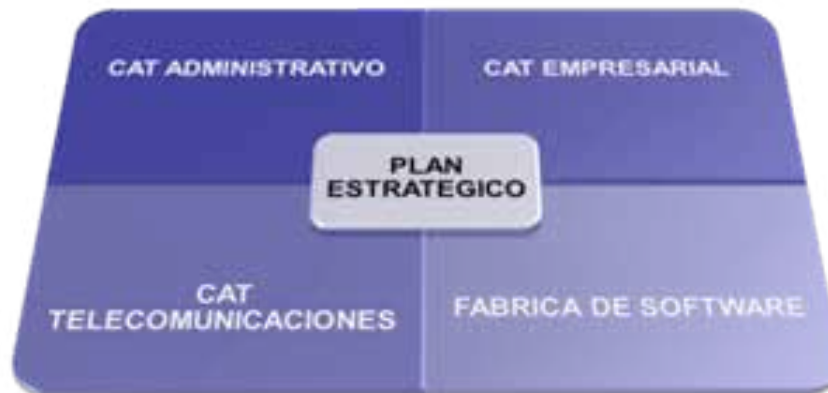 CAT ADMINISTRATIVO
CAT EMPRESARIAL
PLAN
ESTRATEGICO
CAT
TELECOMUNICACIONES
FABRICA DE SOFTWARE